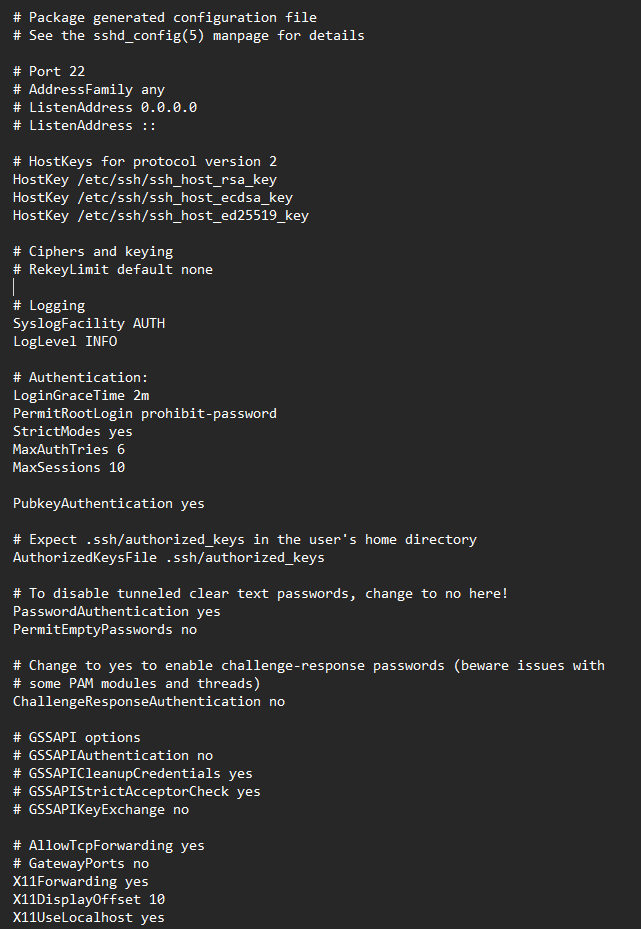 # Package generated configuration file
# See the sshd_config(5) manpage for details
# Port 22
# AddressFamily any
# ListenAddress 0.0.0.0
# ListenAddress ::
# HostKeys for protocol version 2
HostKey /etc/ssh/ssh_host_rsa_key
HostKey /etc/ssh/ssh_host_ecdsa_key
HostKey /etc/ssh/ssh_host_ed25519_key
# Ciphers and keying
# RekeyLimit default none
# Logging
SyslogFacility AUTH
LogLevel INFO
# Authentication:
LoginGraceTime 2m
PermitRootLogin prohibit-password
StrictModes yes
MaxAuthTries 6
MaxSessions 10
PubkeyAuthentication yes
# Expect .ssh/authorized_keys in the user's home directory
AuthorizedKeysFile .ssh/authorized_keys
# To disable tunneled clear text passwords, change to no here!
PasswordAuthentication yes
PermitEmptyPasswords no
# Change to yes to enable challenge-response passwords (beware issues with
# some PAM modules and threads)
ChallengeResponseAuthentication no
# GSSAPI options
# GSSAPIAuthentication no
# GSSAPICleanupCredentials yes
# GSSAPIStrictAcceptorCheck yes
# GSSAPIKeyExchange no
# AllowTcpForwarding yes
# GatewayPorts no
X11Forwarding yes
X11DisplayOffset 10
X11UseLocalhost yes